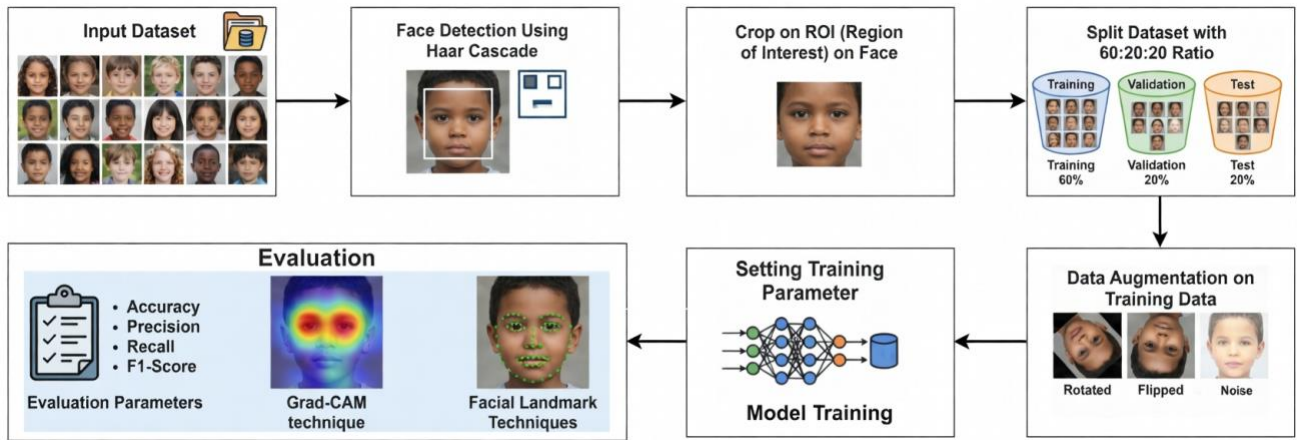 Input Dataset
Face Detection Using
Haar Cascade
Crop on ROI (Region
of Interest) on Face
Split Dataset with
60:20:20 Ratio
Training
Validation
Test
Training
60%
Validation
20%
Test
20%
Data Augmentation on
Training Data
Rotated
Flipped
Noise
Setting Training
Parameter
Model Training
Evaluation
• Accuracy
• Precision
• Recall
• F1-Score
Evaluation Parameters
Grad-CAM
technique
Facial Landmark
Techniques